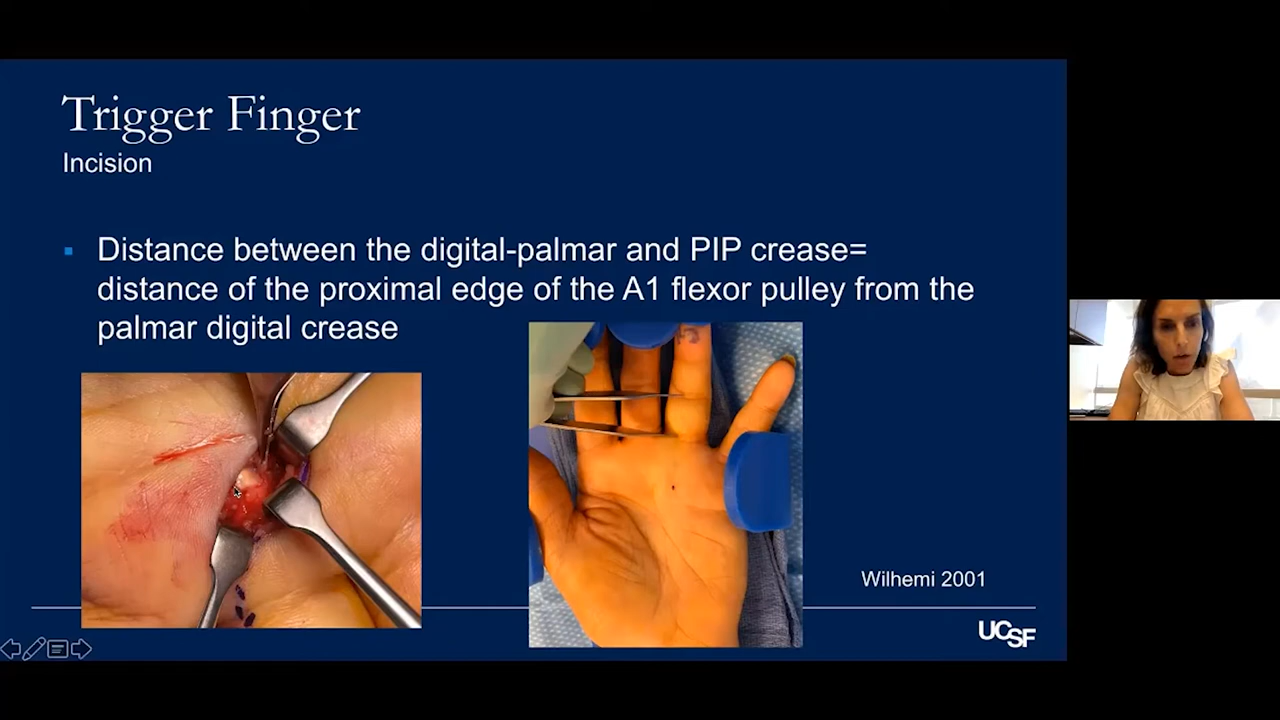 Trigger Finger
Incision
Distance between the digital-palmar and PIP crease=
distance of the proximal edge of the A1 flexor pulley from the
palmar digital crease
Wilhemi 2001
UCSF